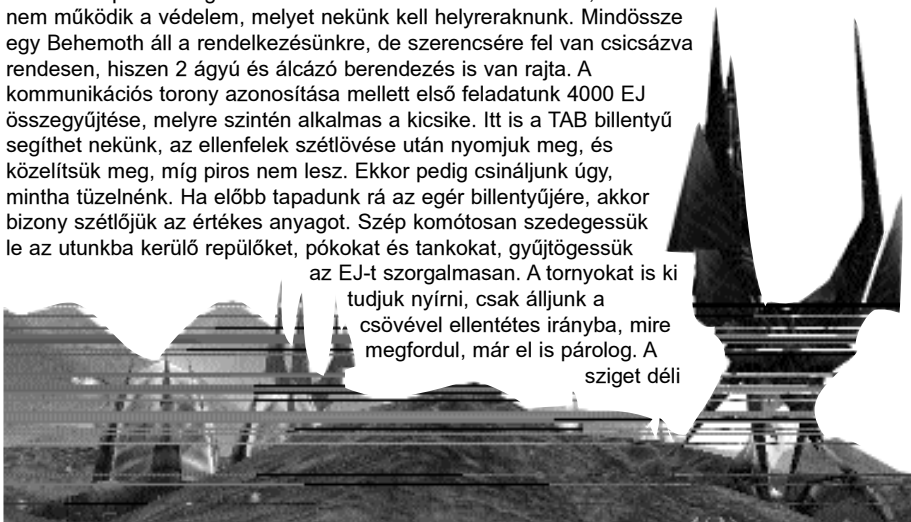 nem működik a védelem, melyet nekünk kell helyreraknunk. Mindössze
egy Behemoth áll a rendelkezésünkre, de szerencsére fel van csicsázva
rendesen, hiszen 2 ágyú és álcázó berendezés is van rajta. A
kommunikációs torony azonosítása mellett első feladatunk 4000 EJ
összegyűjtése, melyre szintén alkalmas a kicsike. Itt is a TAB billentyű
segíthet nekünk, az ellenfelek szétlövése után nyomjuk meg, és
közelítsük meg, míg piros nem lesz. Ekkor pedig csináljunk úgy,
mintha tüzelnénk. Ha előbb tapadunk rá az egér billentyűjére, akkor
bizony szétlőjük az értékes anyagot. Szép komótosan szedegessük
le az utunkba kerülő repülőket, pókokat és tankokat, gyűjtögessük
az EJ-t szorgalmasan. A tornyokat is ki
tudjuk nyírni, csak álljunk a
csövével ellentétes irányba, mire
megfordul, már el is párolog. A
sziget déli